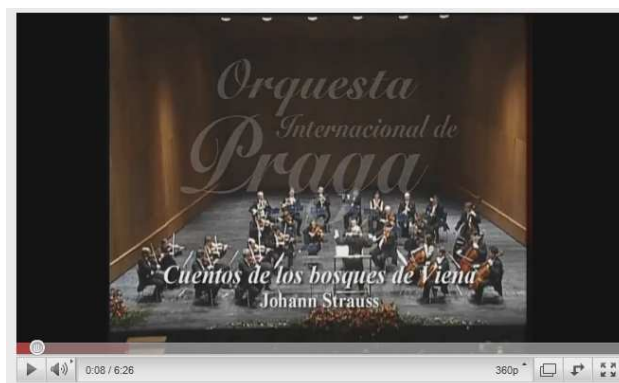 Orquesta
Internacional de
Praga
Cuentos de los bosques de Viena
Johann Strauss
0:08 / 6:26
360p